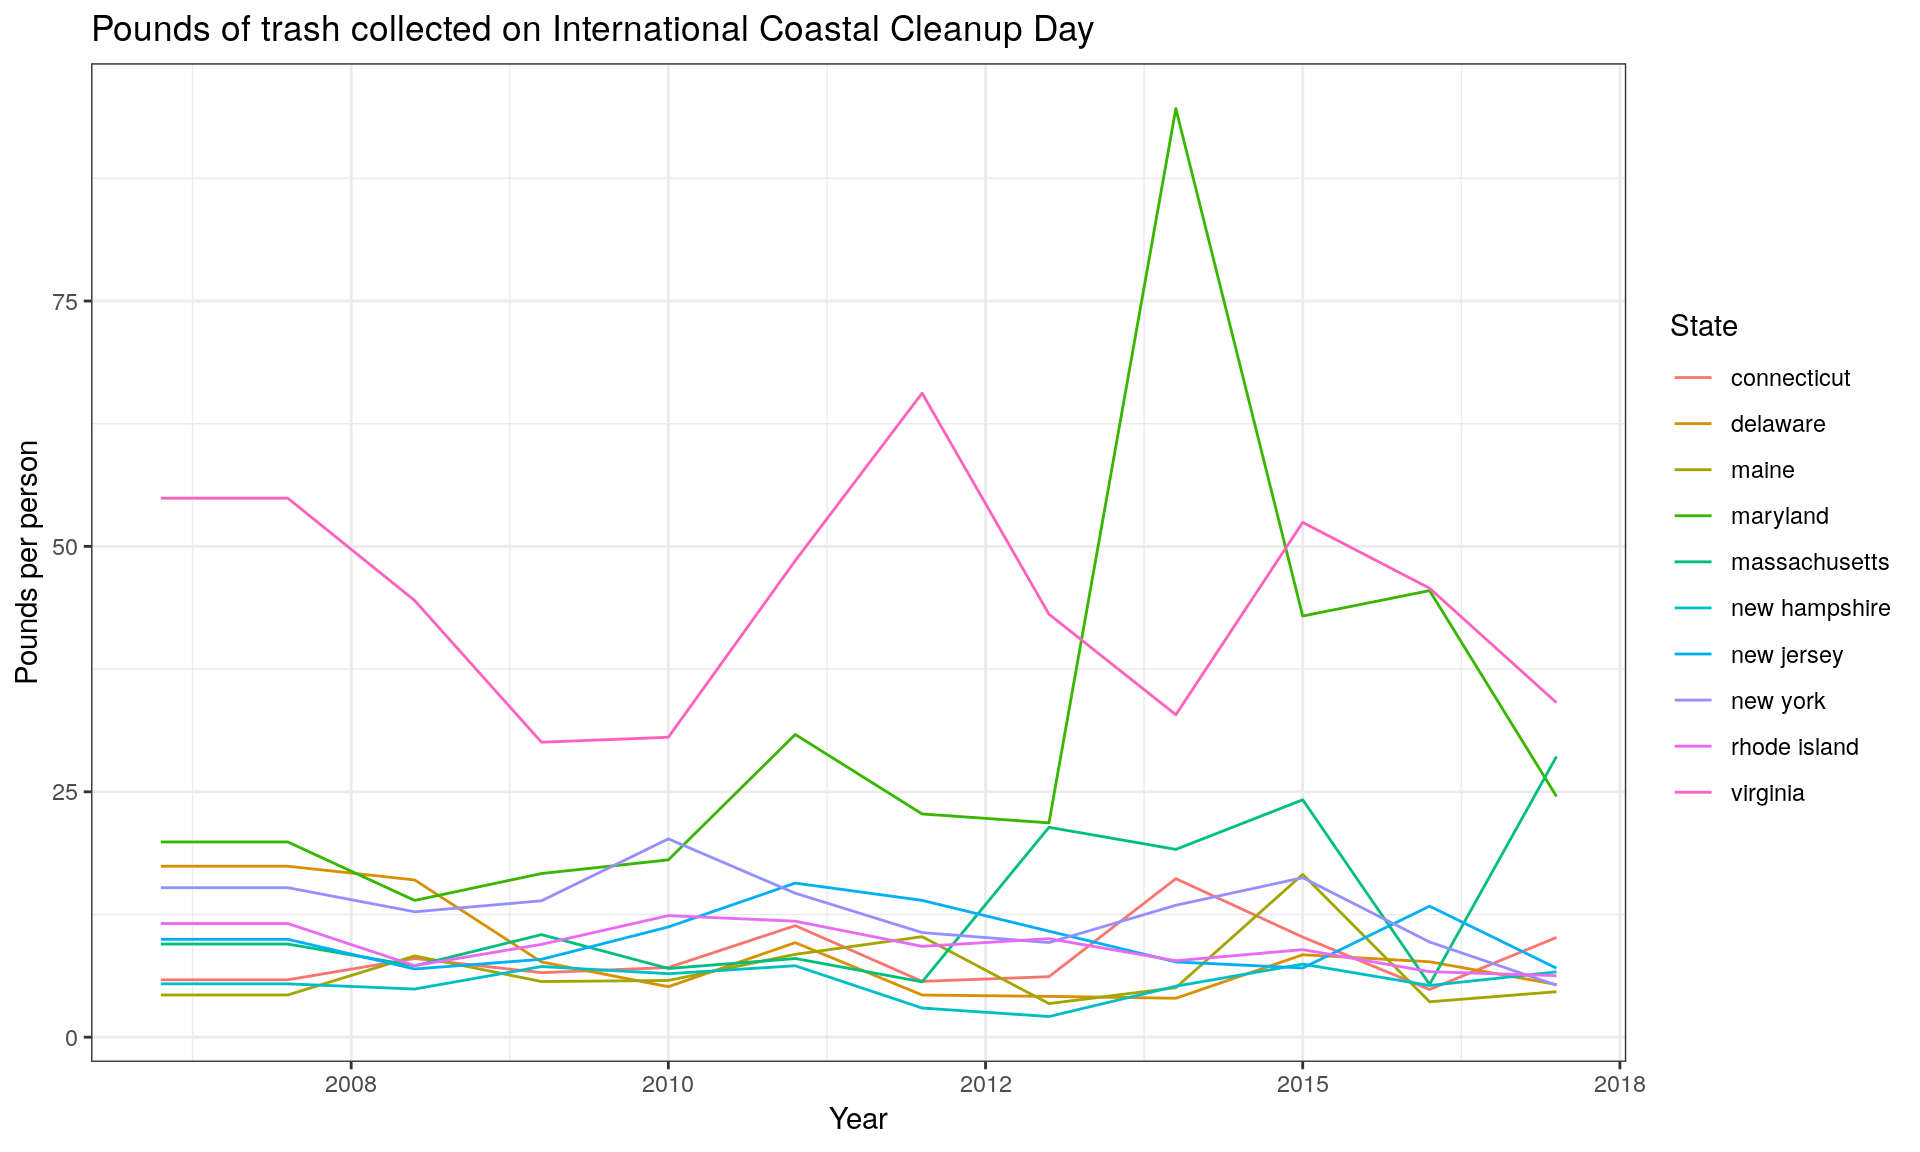 Pounds of trash collected on International Coastal Cleanup Day
Pounds per person
75
50
25
0
2008
2010
2012
2015
2018
Year
State
connecticut
delaware
maine
maryland
massachusetts
new hampshire
new jersey
new york
rhode island
virginia